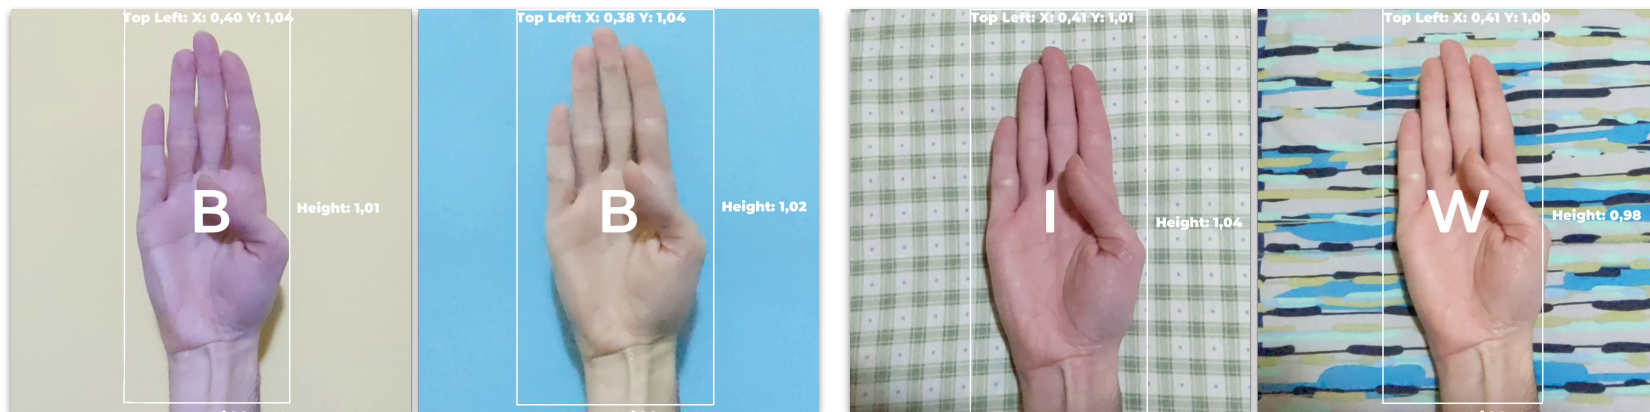 Top Left: X: 0,40 Y: 1,04
B
Height: 1,01
Top Left: X: 0,38 Y: 1,04
B
Height: 1,02
Top Left: X: 0,41 Y: 1,01
I
Height: 1,04
Top Left: X: 0,41 Y: 1,00
W
Height: 0,98